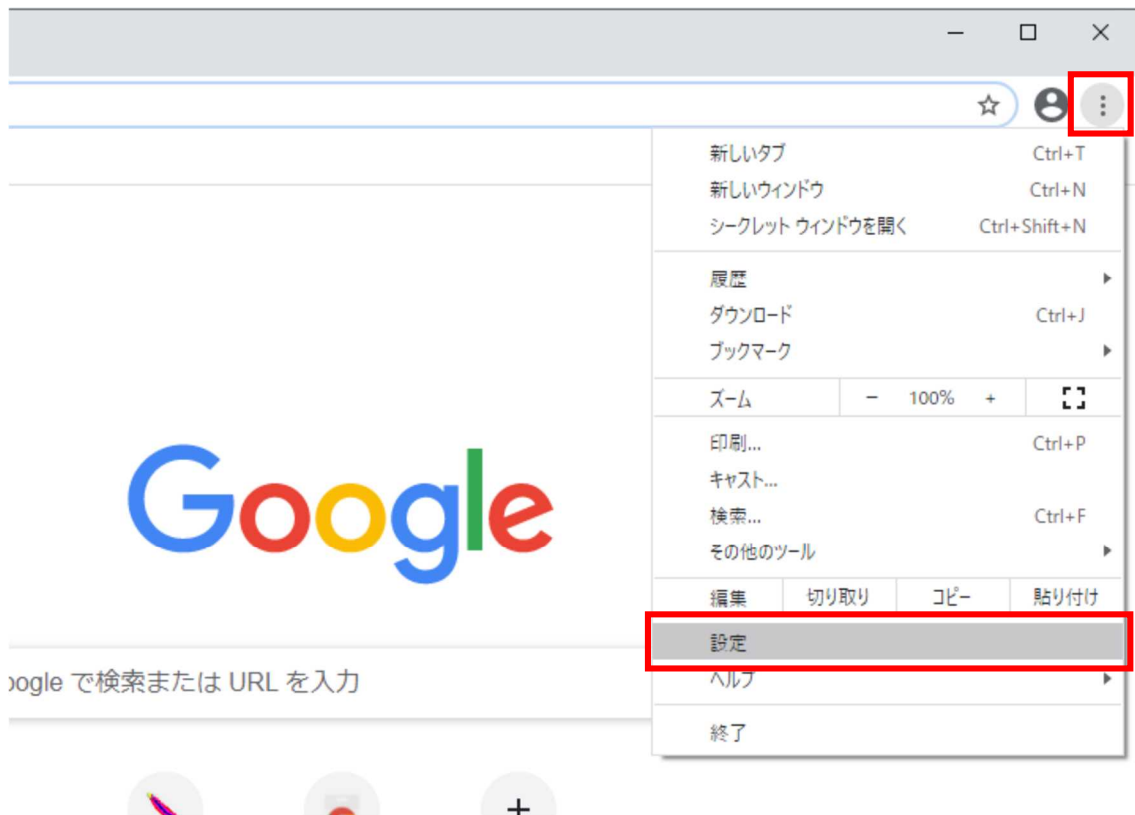 新しいタブ Ctrl+T
新しいウィンドウ Ctrl+N
シークレット ウィンドウを開く Ctrl+Shift+N
履歴
ダウンロード Ctrl+J
ブックマーク
ズーム − 100% +
印刷... Ctrl+P
キャスト...
検索... Ctrl+F
その他のツール
編集 切り取り コピー 貼り付け
設定
ヘルプ
終了
Google
oogle で検索または URL を入力